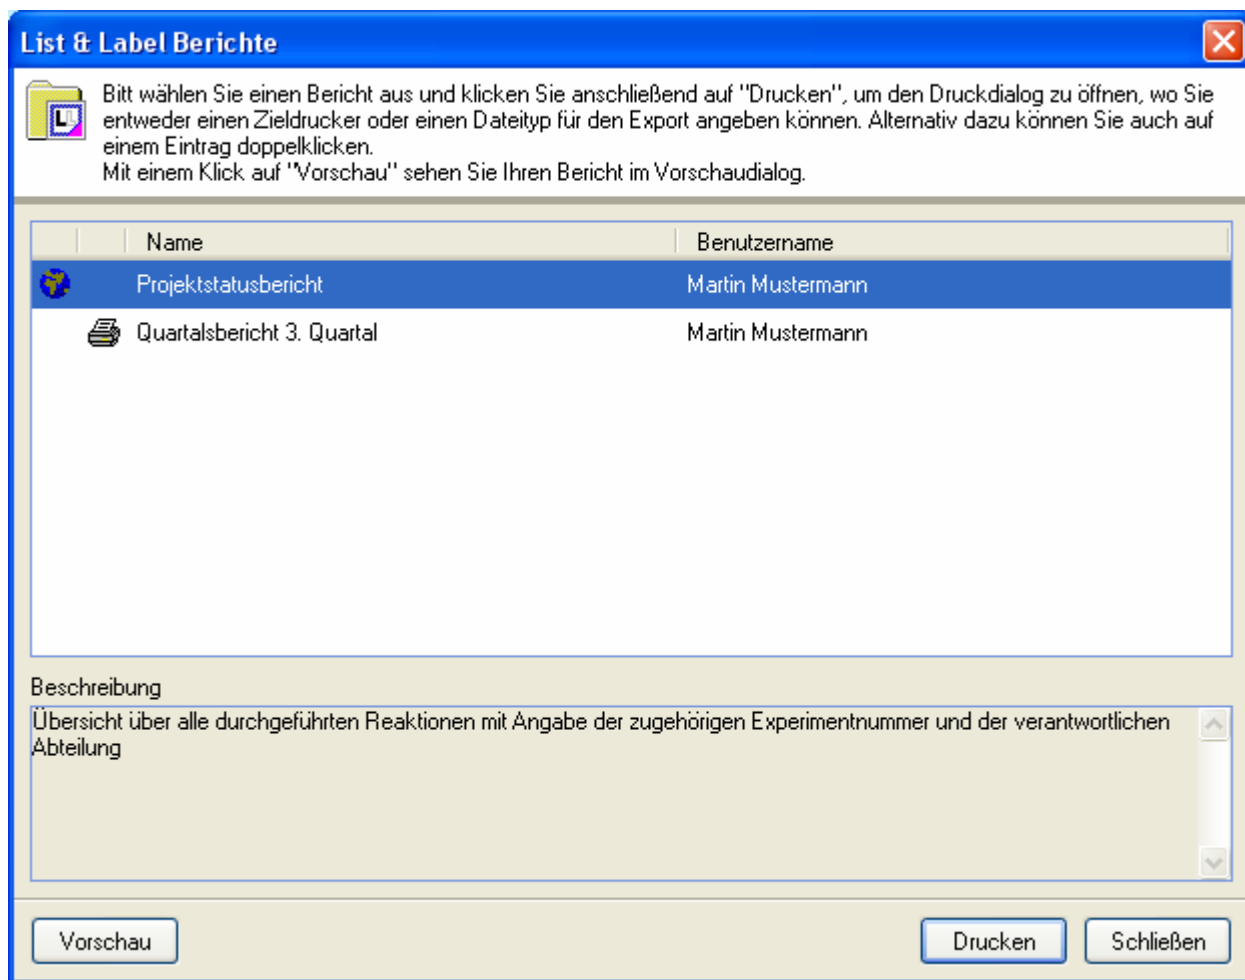 List & Label Berichte
Bitt wählen Sie einen Bericht aus und klicken Sie anschließend auf "Drucken", um den Druckdialog zu öffnen, wo Sie
entweder einen Zieldrucker oder einen Dateityp für den Export angeben können. Alternativ dazu können Sie auch auf
einem Eintrag doppelklicken.
Mit einem Klick auf "Vorschau" sehen Sie Ihren Bericht im Vorschaudialog.
Name Benutzername
Projektstatusbericht Martin Mustermann
Quartalsbericht 3. Quartal Martin Mustermann
Beschreibung
Übersicht über alle durchgeführten Reaktionen mit Angabe der zugehörigen Experimentnummer und der verantwortlichen
Abteilung
Vorschau Drucken Schließen